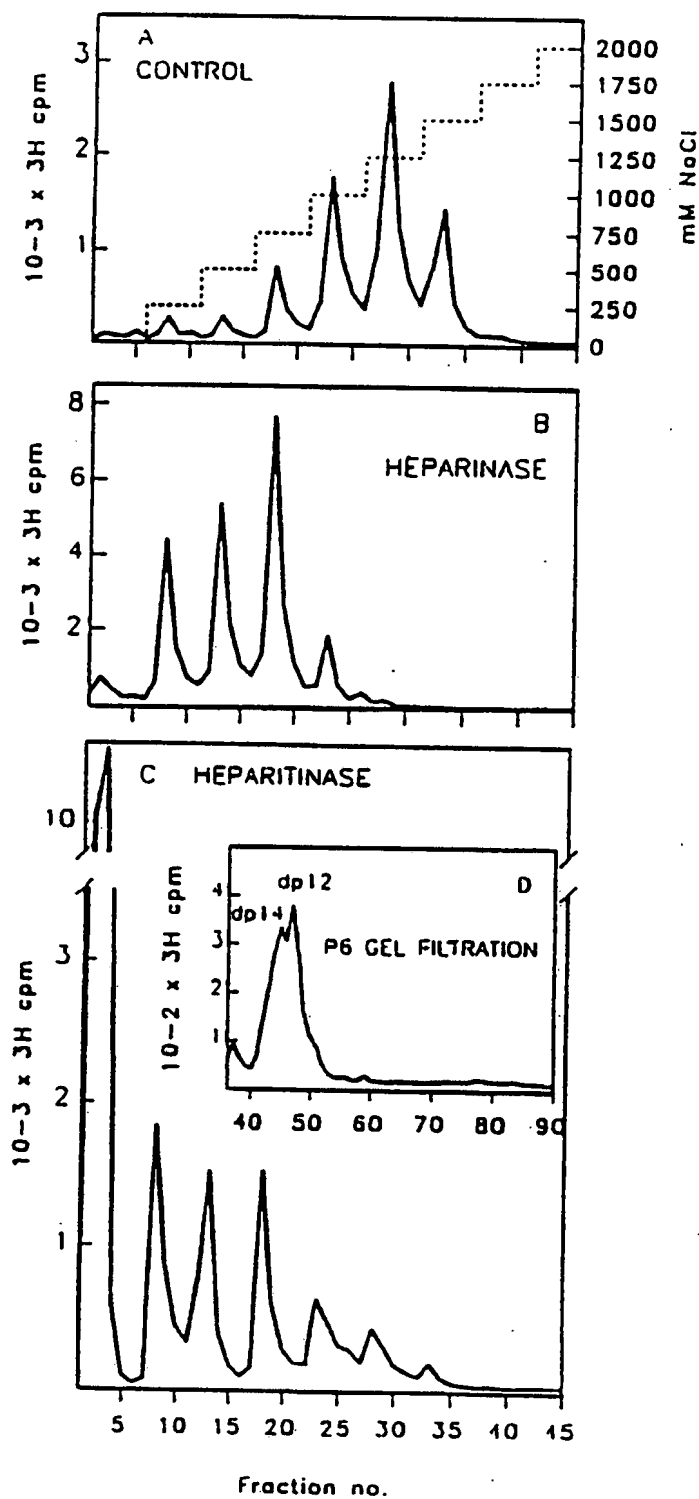 A
CONTROL
3
2
1
10-3 x 3H cpm
2000
1750
1500
1250
1000
750
500
250
0
mM NaCl
B
HEPARINASE
8
6
4
2
10-3 x 3H cpm
C HEPARITINASE
10
3
2
1
10-3 x 3H cpm
D
dp12
dp14
P6 GEL FILTRATION
4
3
2
1
10-2 x 3H cpm
40 50 60 70 80 90
5 10 15 20 25 30 35 40 45
Fraction no.